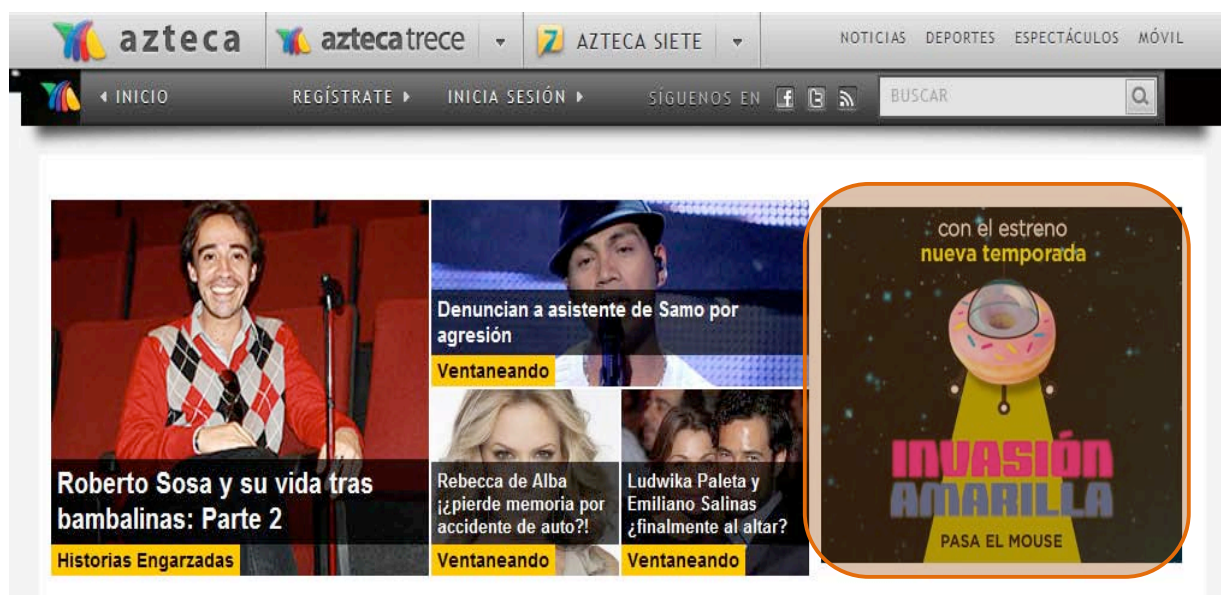 azteca
azteca trece
7 AZTECA SIETE
NOTICIAS DEPORTES ESPECTÁCULOS MÓVIL
INICIO
REGÍSTRATE
INICIA SESIÓN
SÍGUENOS EN
BUSCAR
Roberto Sosa y su vida tras
bambalinas: Parte 2
Historias Engarzadas
Denuncian a asistente de Samo por
agresión
Ventaneando
Rebecca de Alba
¡¿pierde memoria por
accidente de auto?!
Ventaneando
Ludwika Paleta y
Emiliano Salinas
¿finalmente al altar?
Ventaneando
con el estreno
nueva temporada
INVASIÓN
AMARILLA
PASA EL MOUSE